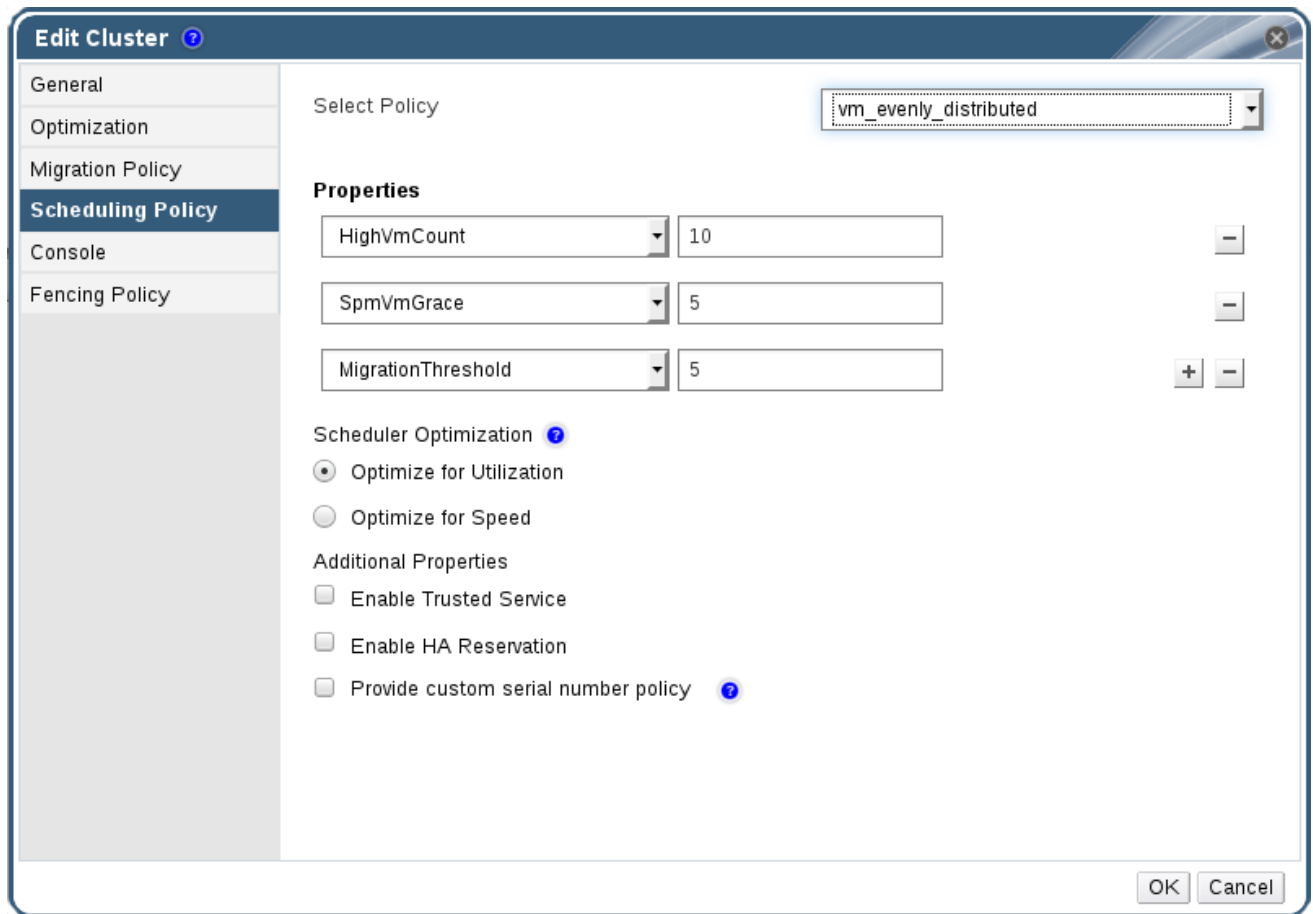 Edit Cluster ?
General
Optimization
Migration Policy
Scheduling Policy
Console
Fencing Policy
Select Policy
vm_evenly_distributed
Properties
HighVmCount 10 −
SpmVmGrace 5 −
MigrationThreshold 5 + −
Scheduler Optimization ?
Optimize for Utilization
Optimize for Speed
Additional Properties
Enable Trusted Service
Enable HA Reservation
Provide custom serial number policy ?
OK Cancel